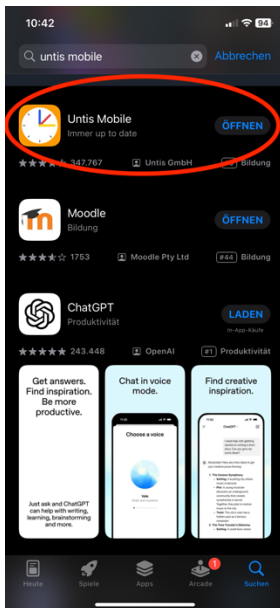 10:42
94
untis mobile
Abbrechen
Untis Mobile
Immer up to date
ÖFFNEN
347.767
Untis GmbH
Bildung
Moodle
Bildung
ÖFFNEN
1753
Moodle Pty Ltd
#44
Bildung
ChatGPT
Produktivität
LADEN
In-App-Käufe
243.448
OpenAI
#1
Produktivität
Get answers.
Find inspiration.
Be more
productive.
Just ask and ChatGPT
can help with writing,
learning, brainstorming
and more.
Chat in voice
mode.
Choose a voice
Find creative
inspiration.
ChatGPT
Heute
Spiele
Apps
1
Arcade
Suchen